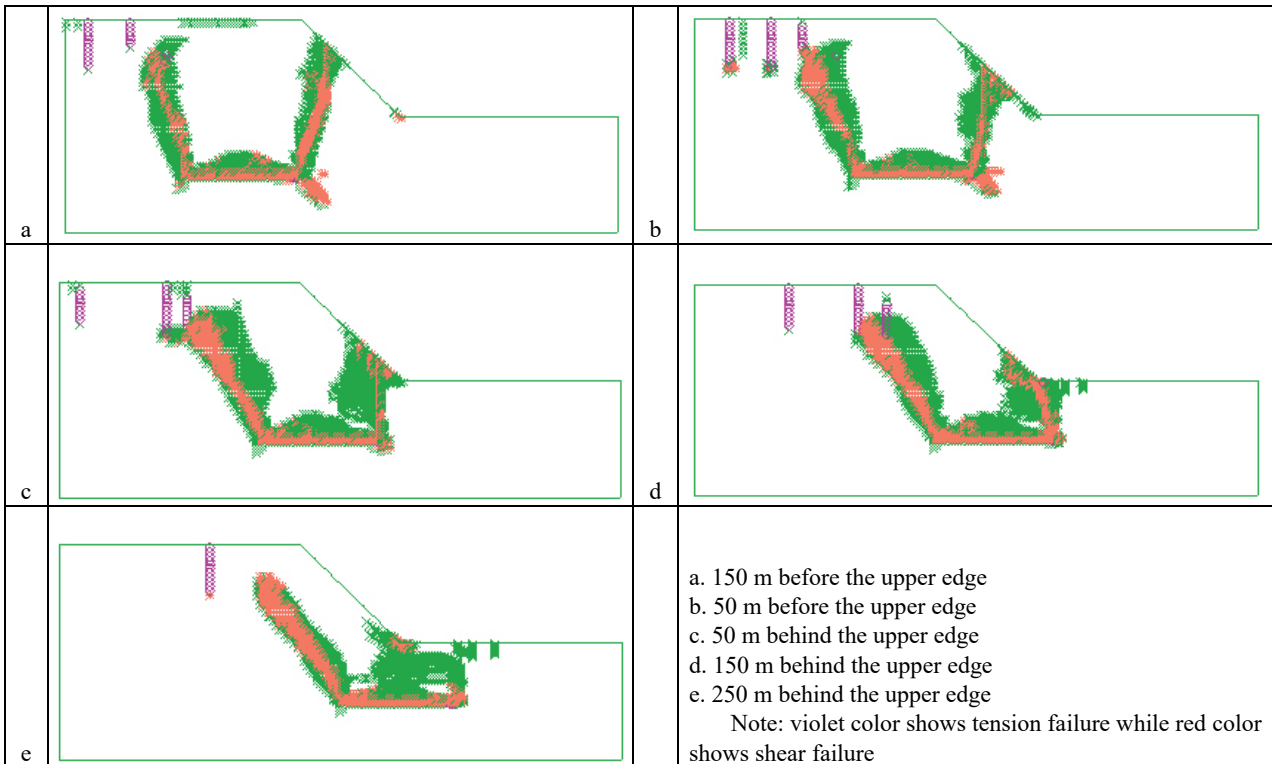 a
b
c
d
e
a. 150 m before the upper edge
b. 50 m before the upper edge
c. 50 m behind the upper edge
d. 150 m behind the upper edge
e. 250 m behind the upper edge
Note: violet color shows tension failure while red color
shows shear failure